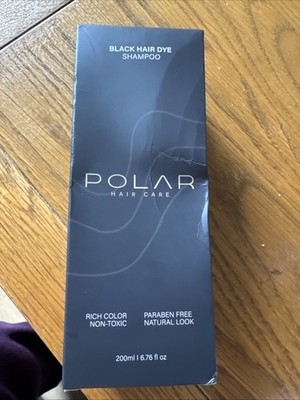 BLACK HAIR DYE
SHAMPOO
POLAR
HAIR CARE
RICH COLOR
NON-TOXIC
PARABEN FREE
NATURAL LOOK
200ml | 6.76 fl oz